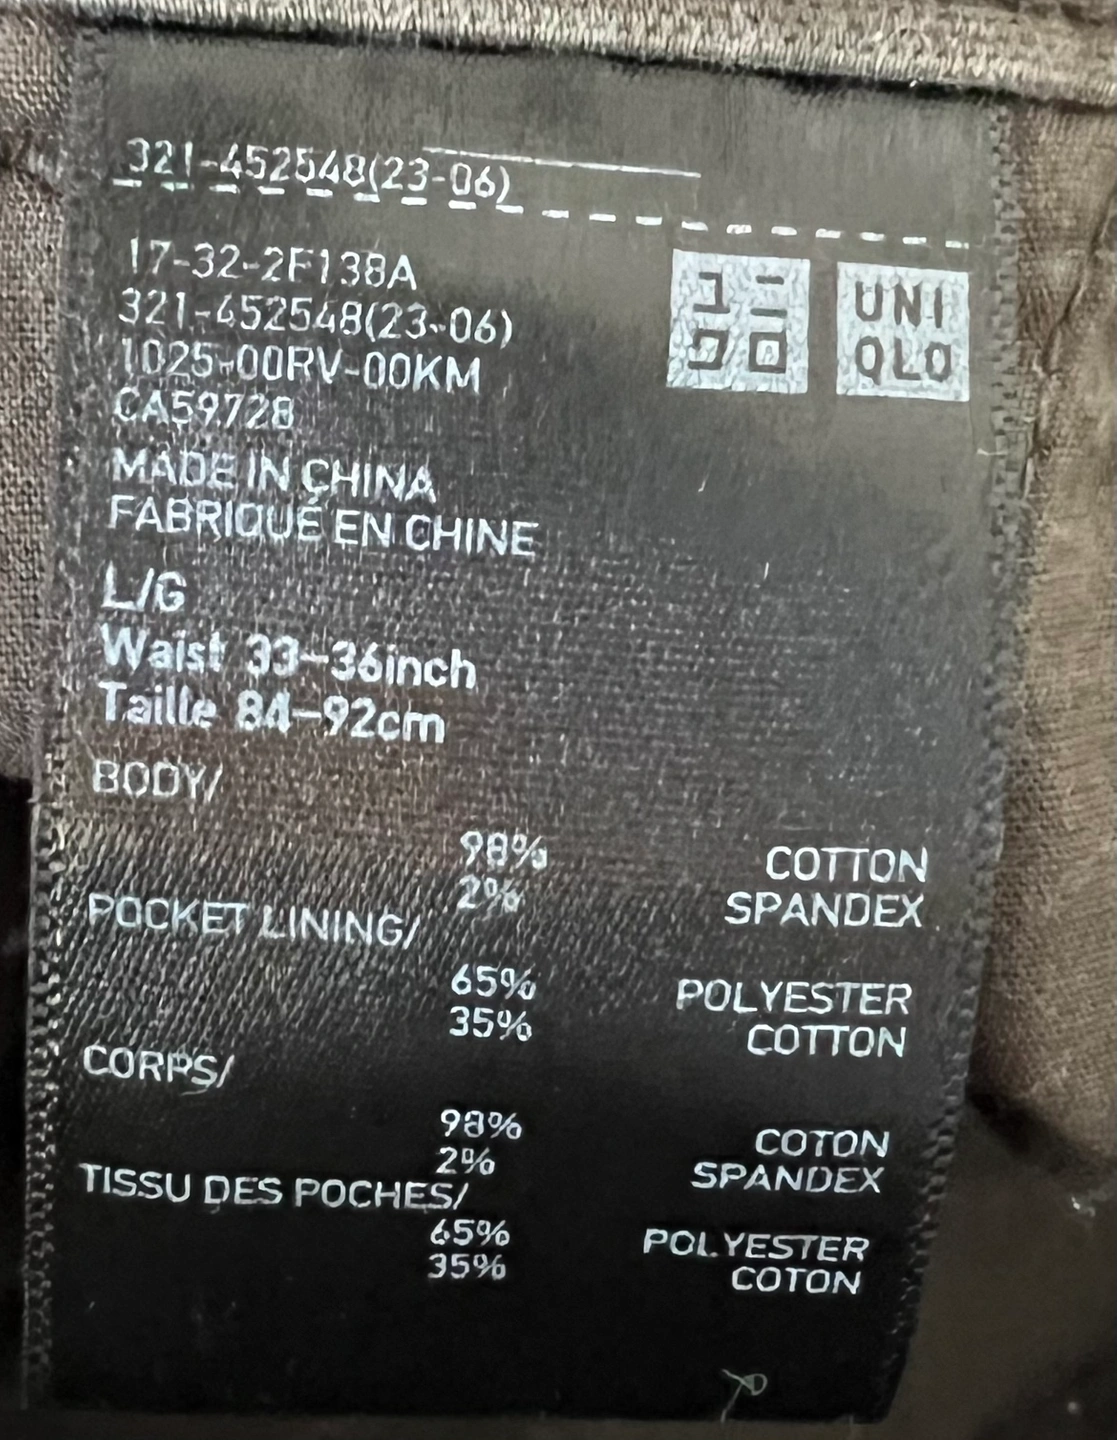 321-452548(23-06)
17-32-2F138A
321-452548(23-06)
1025-00RV-00KM
CA59728
ユニ
クロ
UNI
QLO
MADE IN CHINA
FABRIQUÉ EN CHINE
L/G
Waist 33-36inch
Taille 84-92cm
BODY/
98% COTTON
2% SPANDEX
POCKET LINING/
65% POLYESTER
35% COTTON
CORPS/
98% COTON
2% SPANDEX
TISSU DES POCHES/
65% POLYESTER
35% COTON